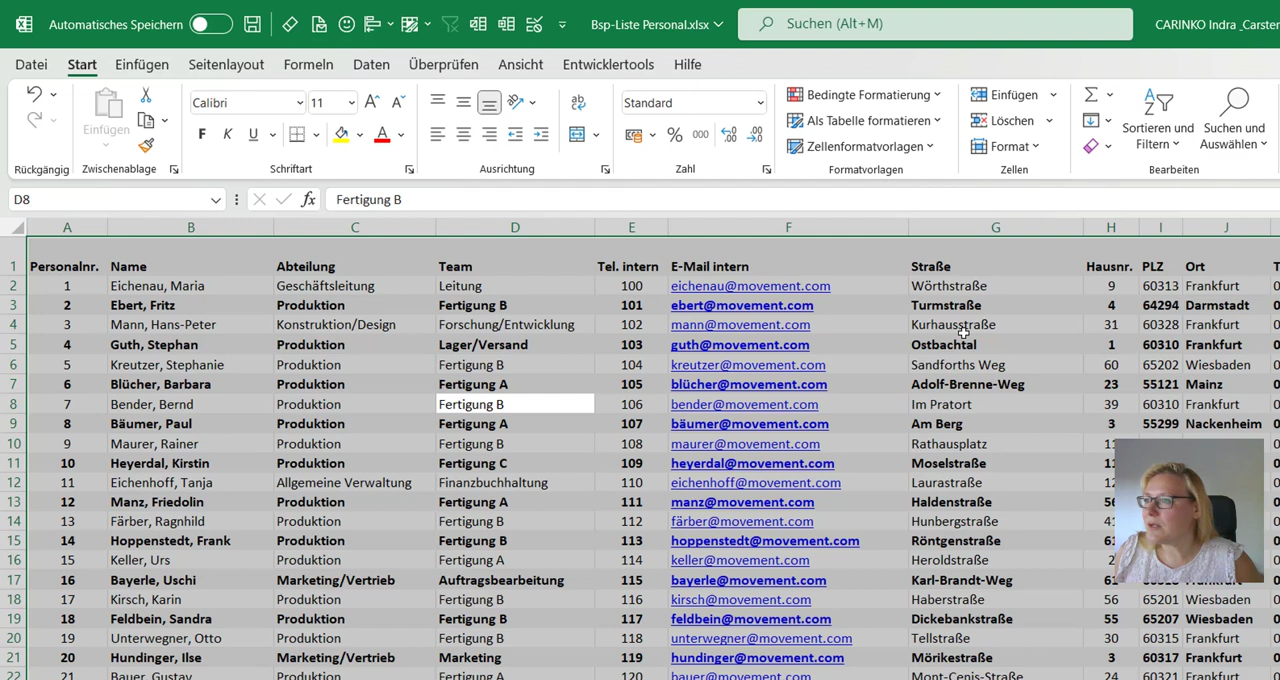 Automatisches Speichern Bsp-Liste Personal.xlsx Suchen (Alt+M) CARINKO Indra _Carsten
Datei Start Einfügen Seitenlayout Formeln Daten Überprüfen Ansicht Entwicklertools Hilfe
Calibri 11 Standard Bedingte Formatierung Einfügen
Einfügen Als Tabelle formatieren Löschen Sortieren und Suchen und
F K U % 000 Zellenformatvorlagen Format Filtern Auswählen
Rückgängig Zwischenablage Schriftart Ausrichtung Zahl Formatvorlagen Zellen Bearbeiten
D8 fx Fertigung B
A B C D E F G H I J
1 Personalnr. Name Abteilung Team Tel. intern E-Mail intern Straße Hausnr. PLZ Ort
2 1 Eichenau, Maria Geschäftsleitung Leitung 100 eichenau@movement.com Wörthstraße 9 60313 Frankfurt
3 2 Ebert, Fritz Produktion Fertigung B 101 ebert@movement.com Turmstraße 4 64294 Darmstadt
4 3 Mann, Hans-Peter Konstruktion/Design Forschung/Entwicklung 102 mann@movement.com Kurhausstraße 31 60328 Frankfurt
5 4 Guth, Stephan Produktion Lager/Versand 103 guth@movement.com Ostbachtal 1 60310 Frankfurt
6 5 Kreutzer, Stephanie Produktion Fertigung B 104 kreutzer@movement.com Sandforths Weg 60 65202 Wiesbaden
7 6 Blücher, Barbara Produktion Fertigung A 105 blücher@movement.com Adolf-Brenne-Weg 23 55121 Mainz
8 7 Bender, Bernd Produktion Fertigung B 106 bender@movement.com Im Pratort 39 60310 Frankfurt
9 8 Bäumer, Paul Produktion Fertigung A 107 bäumer@movement.com Am Berg 3 55299 Nackenheim
10 9 Maurer, Rainer Produktion Fertigung B 108 maurer@movement.com Rathausplatz
11 10 Heyerdal, Kirstin Produktion Fertigung C 109 heyerdal@movement.com Moselstraße
12 11 Eichenhoff, Tanja Allgemeine Verwaltung Finanzbuchhaltung 110 eichenhoff@movement.com Laurastraße
13 12 Manz, Friedolin Produktion Fertigung A 111 manz@movement.com Haldenstraße
14 13 Färber, Ragnhild Produktion Fertigung B 112 färber@movement.com Hunbergstraße
15 14 Hoppenstedt, Frank Produktion Fertigung B 113 hoppenstedt@movement.com Röntgenstraße
16 15 Keller, Urs Produktion Fertigung A 114 keller@movement.com Heroldstraße
17 16 Bayerle, Uschi Marketing/Vertrieb Auftragsbearbeitung 115 bayerle@movement.com Karl-Brandt-Weg
18 17 Kirsch, Karin Produktion Fertigung B 116 kirsch@movement.com Haberstraße 56 65201 Wiesbaden
19 18 Feldbein, Sandra Produktion Fertigung B 117 feldbein@movement.com Dickebankstraße 55 65207 Wiesbaden
20 19 Unterwegner, Otto Produktion Fertigung B 118 unterwegner@movement.com Tellstraße 30 60315 Frankfurt
21 20 Hundinger, Ilse Marketing/Vertrieb Marketing 119 hundinger@movement.com Mörikestraße 3 60317 Frankfurt
22 21 Bauer, Gustav Produktion Fertigung B 120 bauer@movement.com Mont-Cenis-Straße 24 60321 Frankfurt